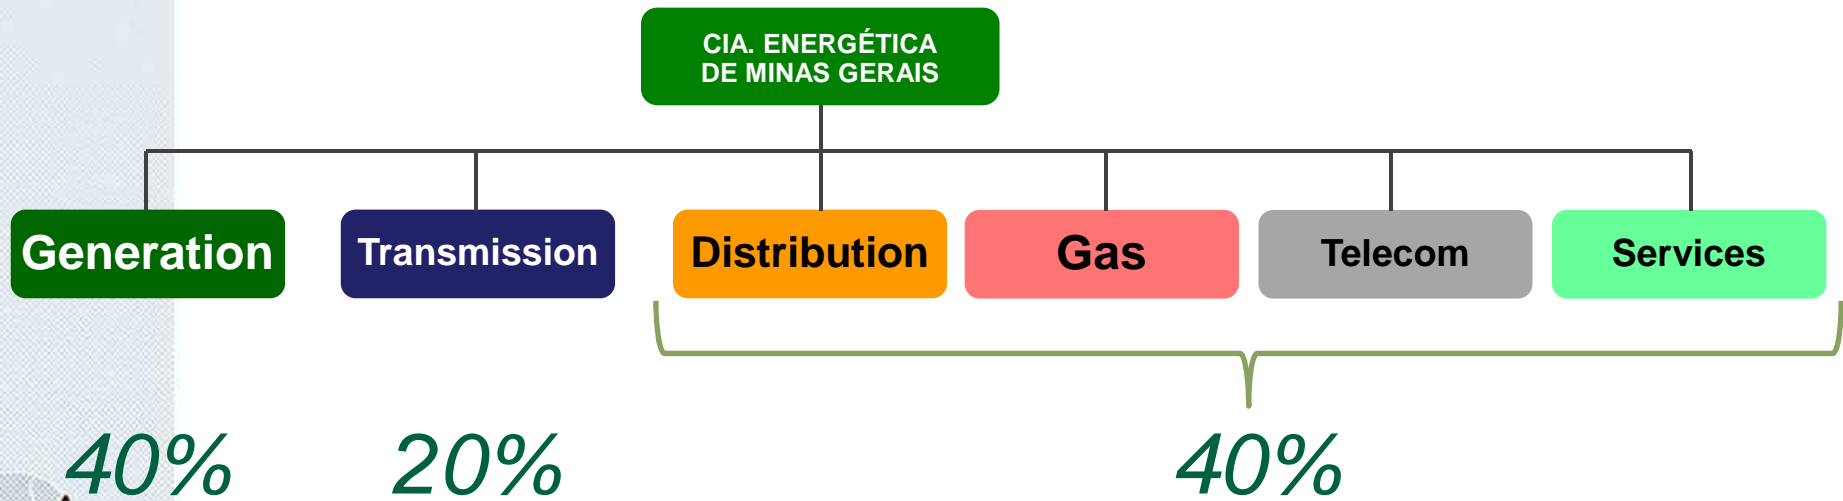 CIA. ENERGÉTICA
DE MINAS GERAIS
Generation
Transmission
Distribution
Gas
Telecom
Services
40%
20%
40%